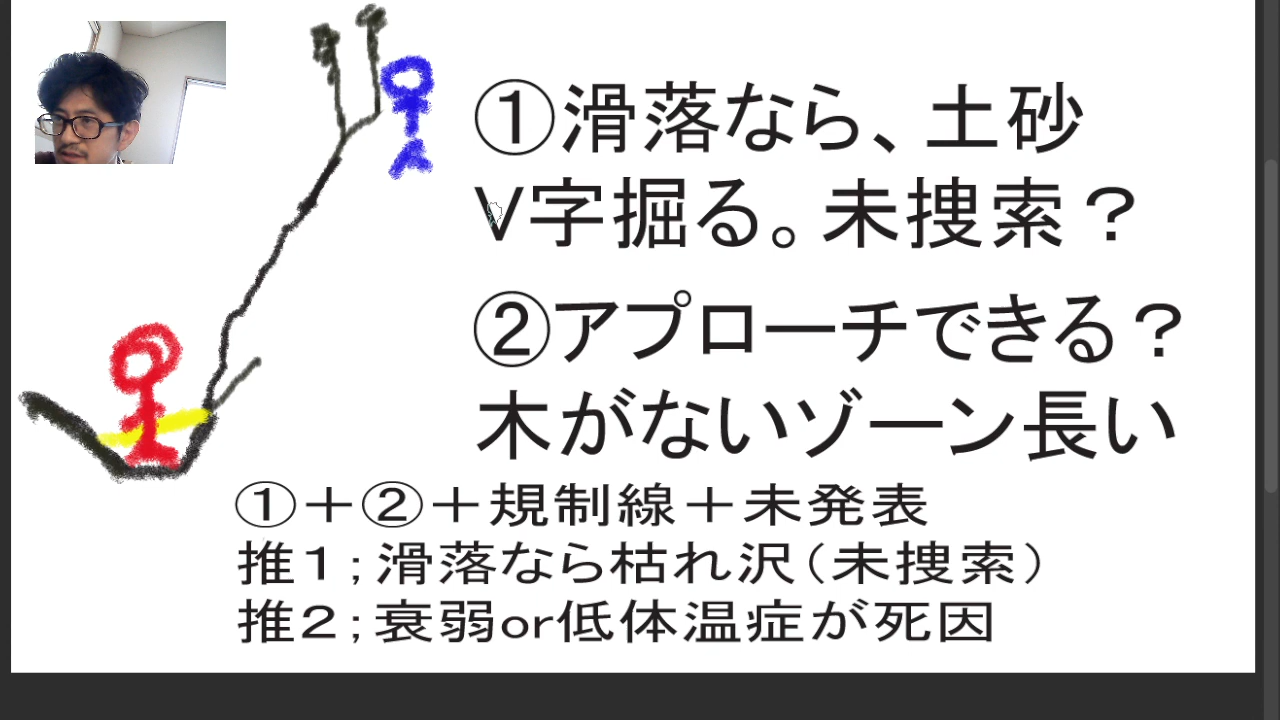 ①滑落なら、土砂
V字掘る。未捜索？
②アプローチできる？
木がないゾーン長い
①＋②＋規制線＋未発表
推１；滑落なら枯れ沢（未捜索）
推２；衰弱or低体温症が死因